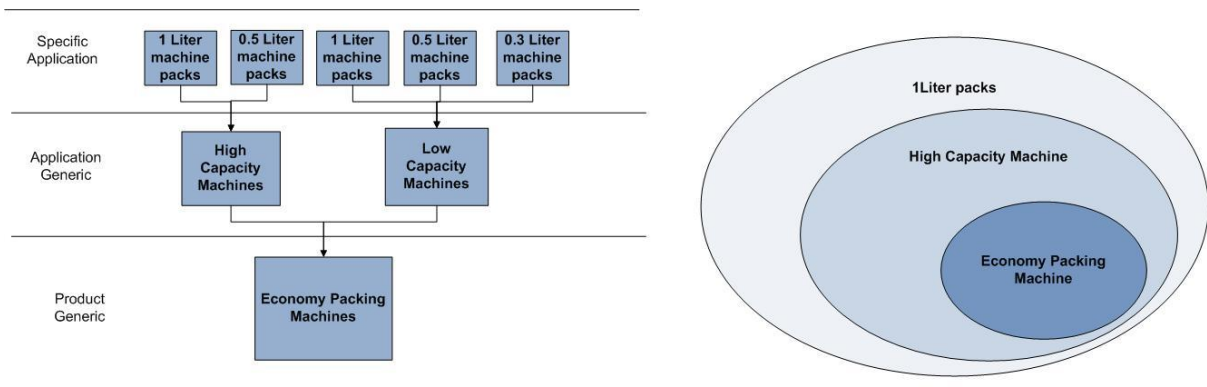 Specific
Application
1 Liter
machine
packs
0.5 Liter
machine
packs
1 Liter
machine
packs
0.5 Liter
machine
packs
0.3 Liter
machine
packs
Application
Generic
High
Capacity
Machines
Low
Capacity
Machines
Product
Generic
Economy Packing
Machines
1Liter packs
High Capacity Machine
Economy Packing
Machine